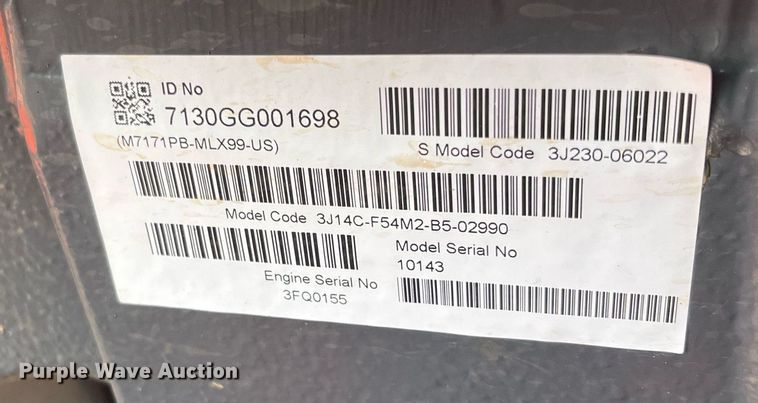 ID No
7130GG001698
(M7171PB-MLX99-US)
S Model Code 3J230-06022
Model Code 3J14C-F54M2-B5-02990
Model Serial No
10143
Engine Serial No
3FQ0155
Purple Wave Auction